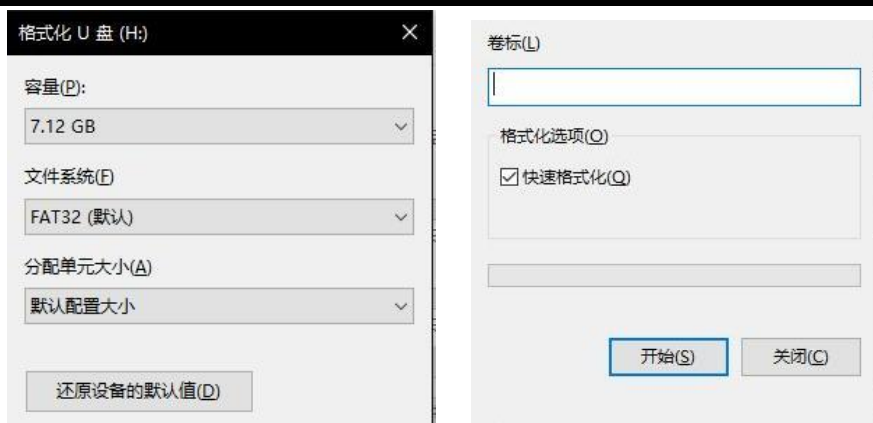 格式化 U 盘 (H:)
容量(P):
7.12 GB
文件系统(F)
FAT32 (默认)
分配单元大小(A)
默认配置大小
还原设备的默认值(D)
卷标(L)
格式化选项(O)
快速格式化(Q)
开始(S)
关闭(C)